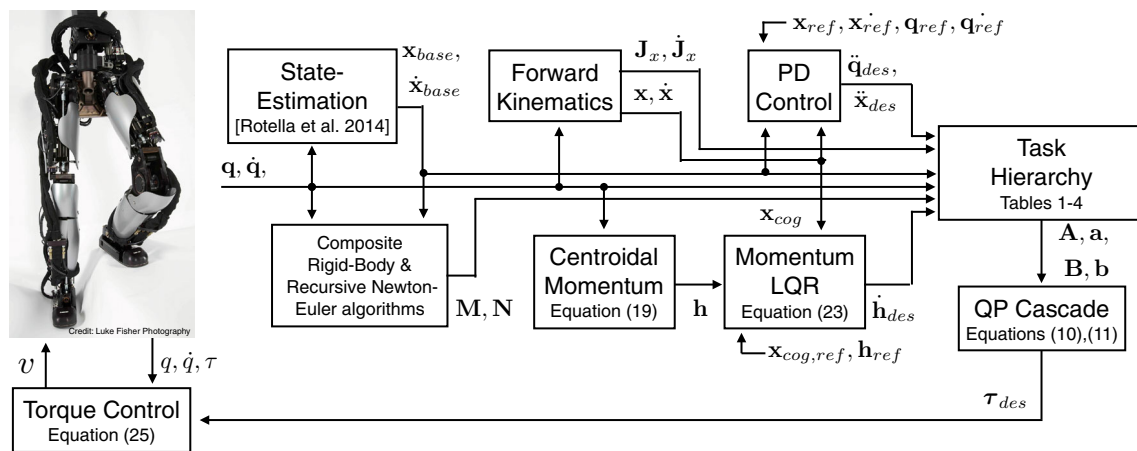 State-
Estimation
[Rotella et al. 2014]
x_base,
ẋ_base
Forward
Kinematics
J_x, J̇_x
x, ẋ
x_ref, ẋ_ref, q_ref, q̇_ref
PD
Control
q̈_des,
ẍ_des
Task
Hierarchy
Tables 1-4
q, q̇,
Composite
Rigid-Body &
Recursive Newton-
Euler algorithms
M, N
Centroidal
Momentum
Equation (19)
h
x_cog
Momentum
LQR
Equation (23)
ḣ_des
x_cog,ref, h_ref
A, a,
B, b
QP Cascade
Equations (10),(11)
τ_des
Credit: Luke Fisher Photography
v
q, q̇, τ
Torque Control
Equation (25)